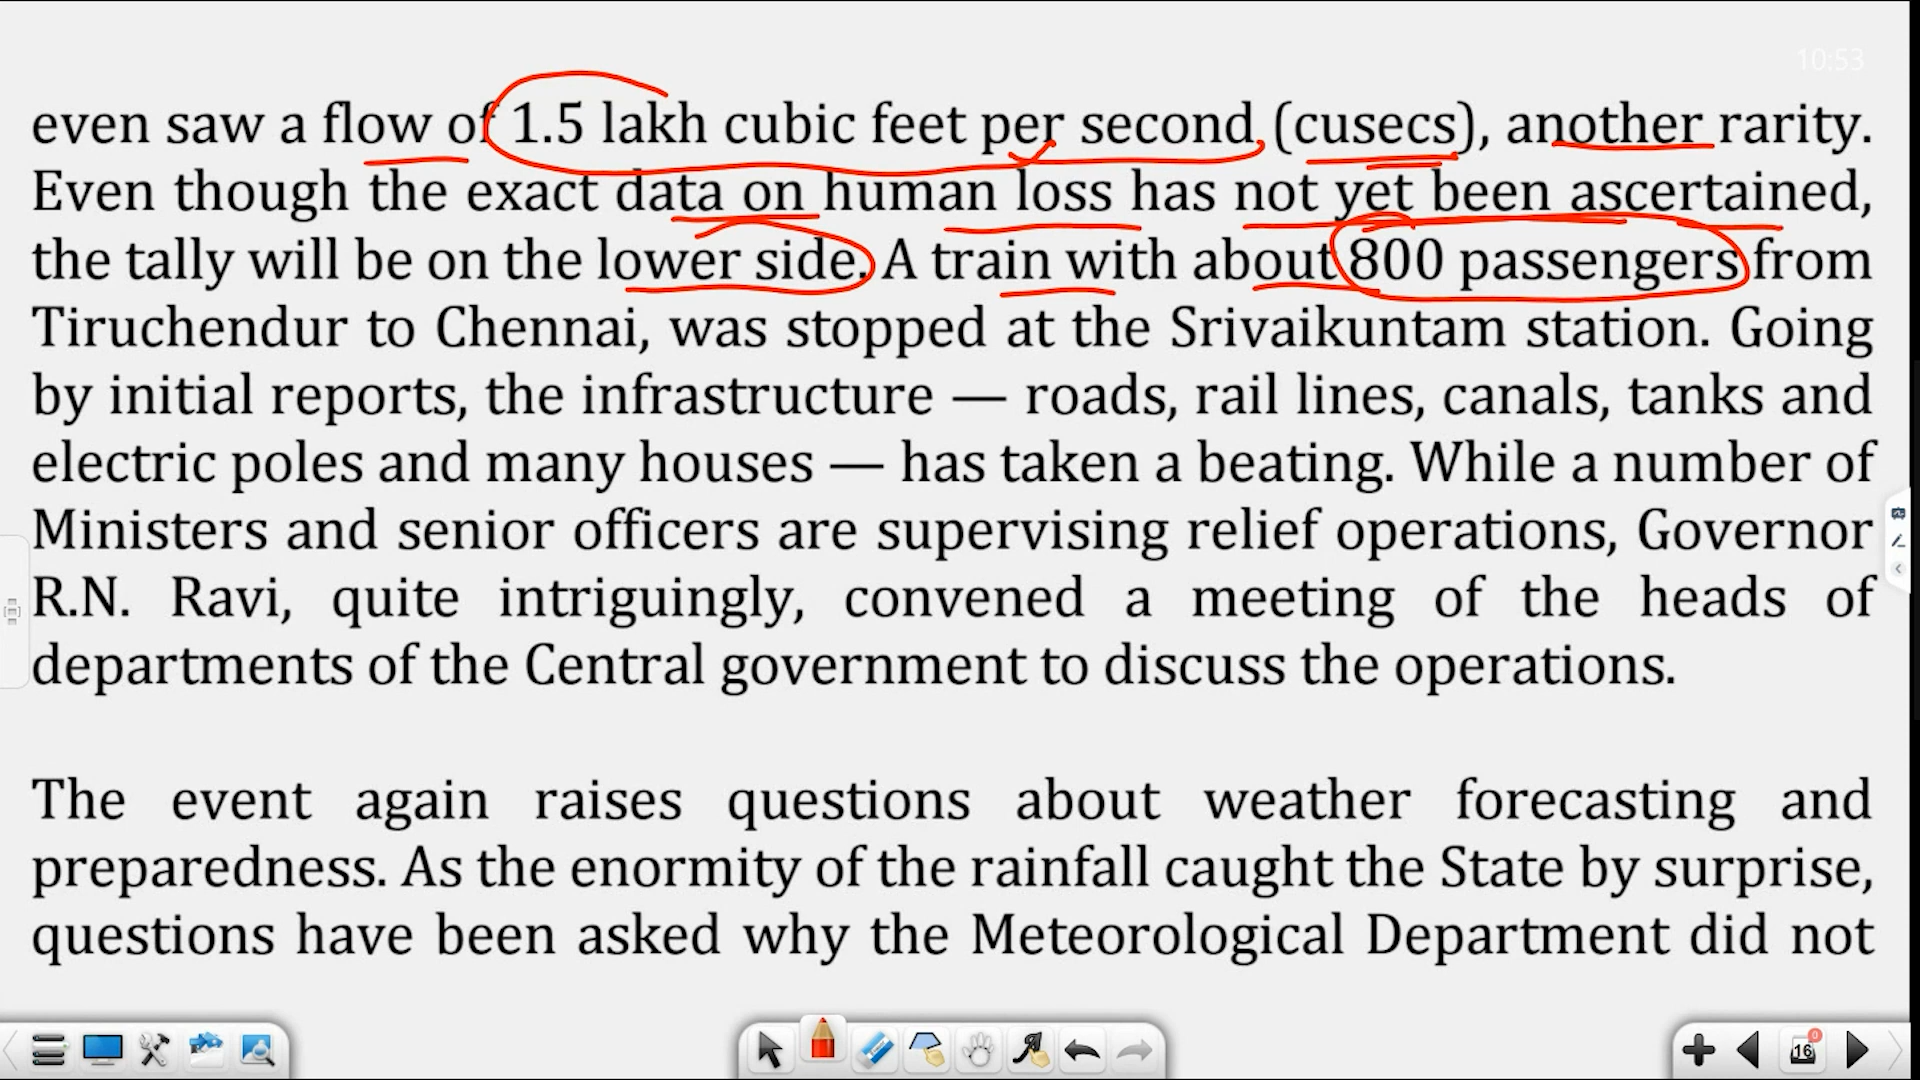 10:53
even saw a flow of 1.5 lakh cubic feet per second (cusecs), another rarity.
Even though the exact data on human loss has not yet been ascertained,
the tally will be on the lower side. A train with about 800 passengers from
Tiruchendur to Chennai, was stopped at the Srivaikuntam station. Going
by initial reports, the infrastructure — roads, rail lines, canals, tanks and
electric poles and many houses — has taken a beating. While a number of
Ministers and senior officers are supervising relief operations, Governor
R.N. Ravi, quite intriguingly, convened a meeting of the heads of
departments of the Central government to discuss the operations.
The event again raises questions about weather forecasting and
preparedness. As the enormity of the rainfall caught the State by surprise,
questions have been asked why the Meteorological Department did not
16
0